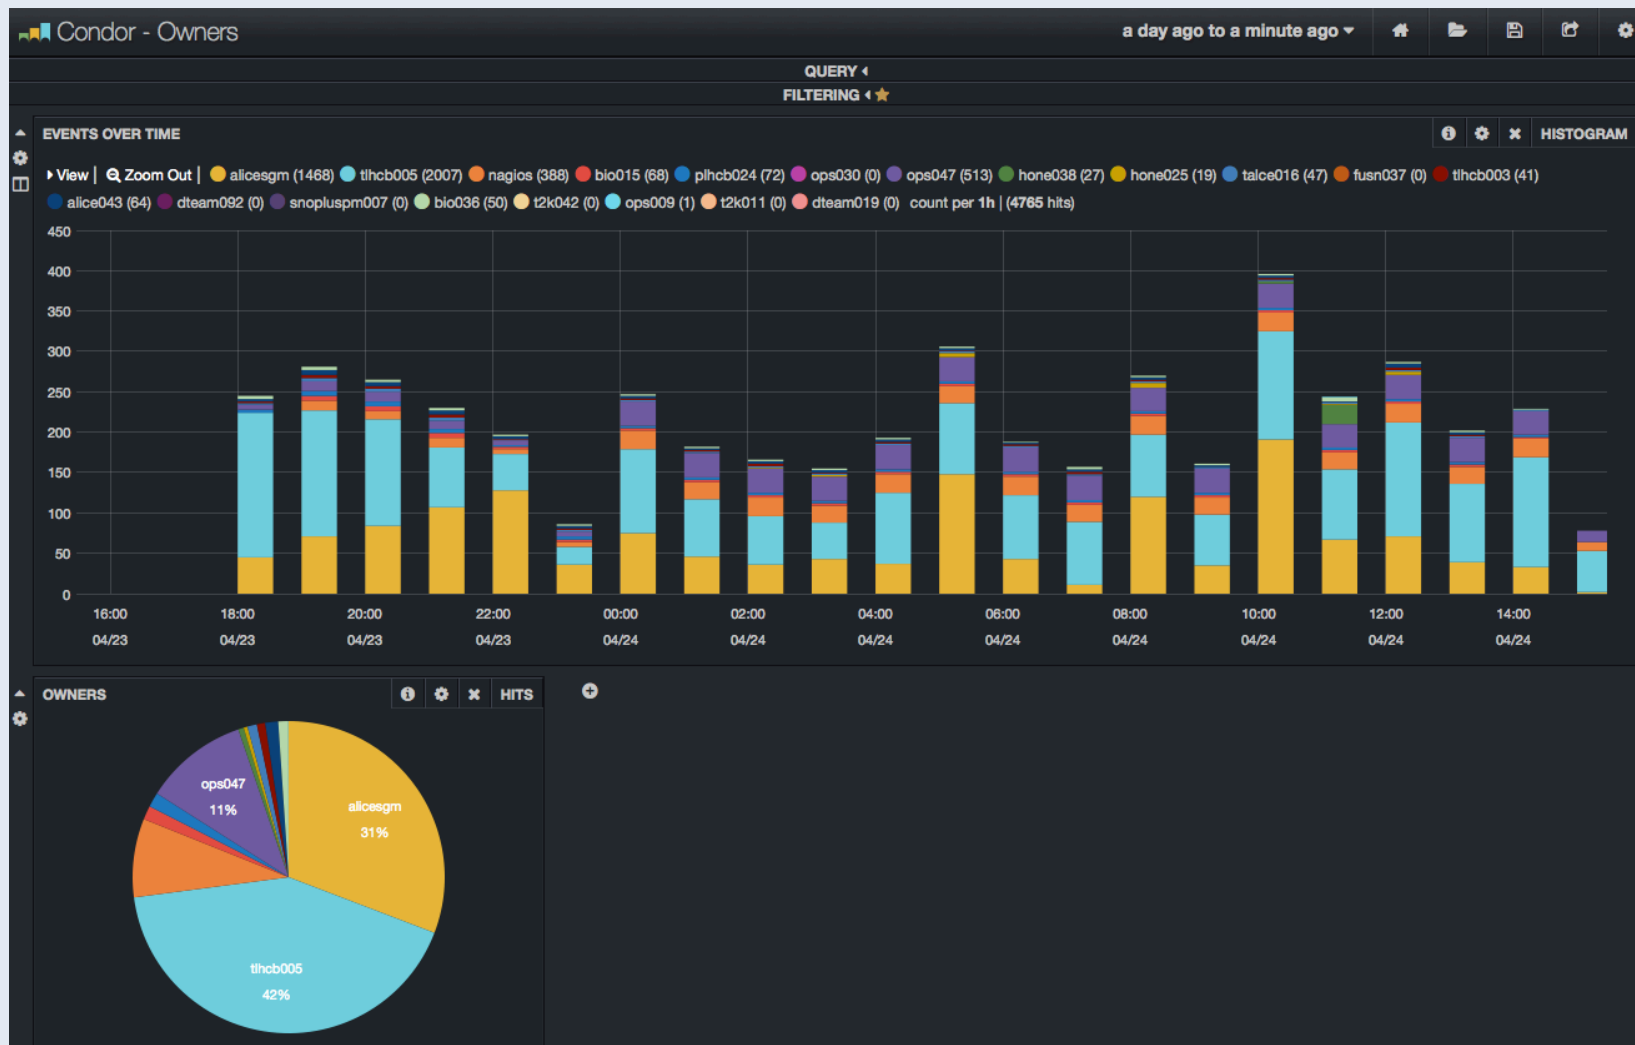 Condor - Owners
a day ago to a minute ago
QUERY
FILTERING
EVENTS OVER TIME
HISTOGRAM
View | Zoom Out | alicesgm (1468) tlhcb005 (2007) nagios (388) bio015 (68) plhcb024 (72) ops030 (0) ops047 (513) hone038 (27) hone025 (19) talce016 (47) fusn037 (0) tlhcb003 (41)
alice043 (64) dteam092 (0) snopluspm007 (0) bio036 (50) t2k042 (0) ops009 (1) t2k011 (0) dteam019 (0) count per 1h | (4765 hits)
450
400
350
300
250
200
150
100
50
0
16:00 18:00 20:00 22:00 00:00 02:00 04:00 06:00 08:00 10:00 12:00 14:00
04/23 04/23 04/23 04/23 04/24 04/24 04/24 04/24 04/24 04/24 04/24 04/24
OWNERS
HITS
ops047
11%
alicesgm
31%
tlhcb005
42%